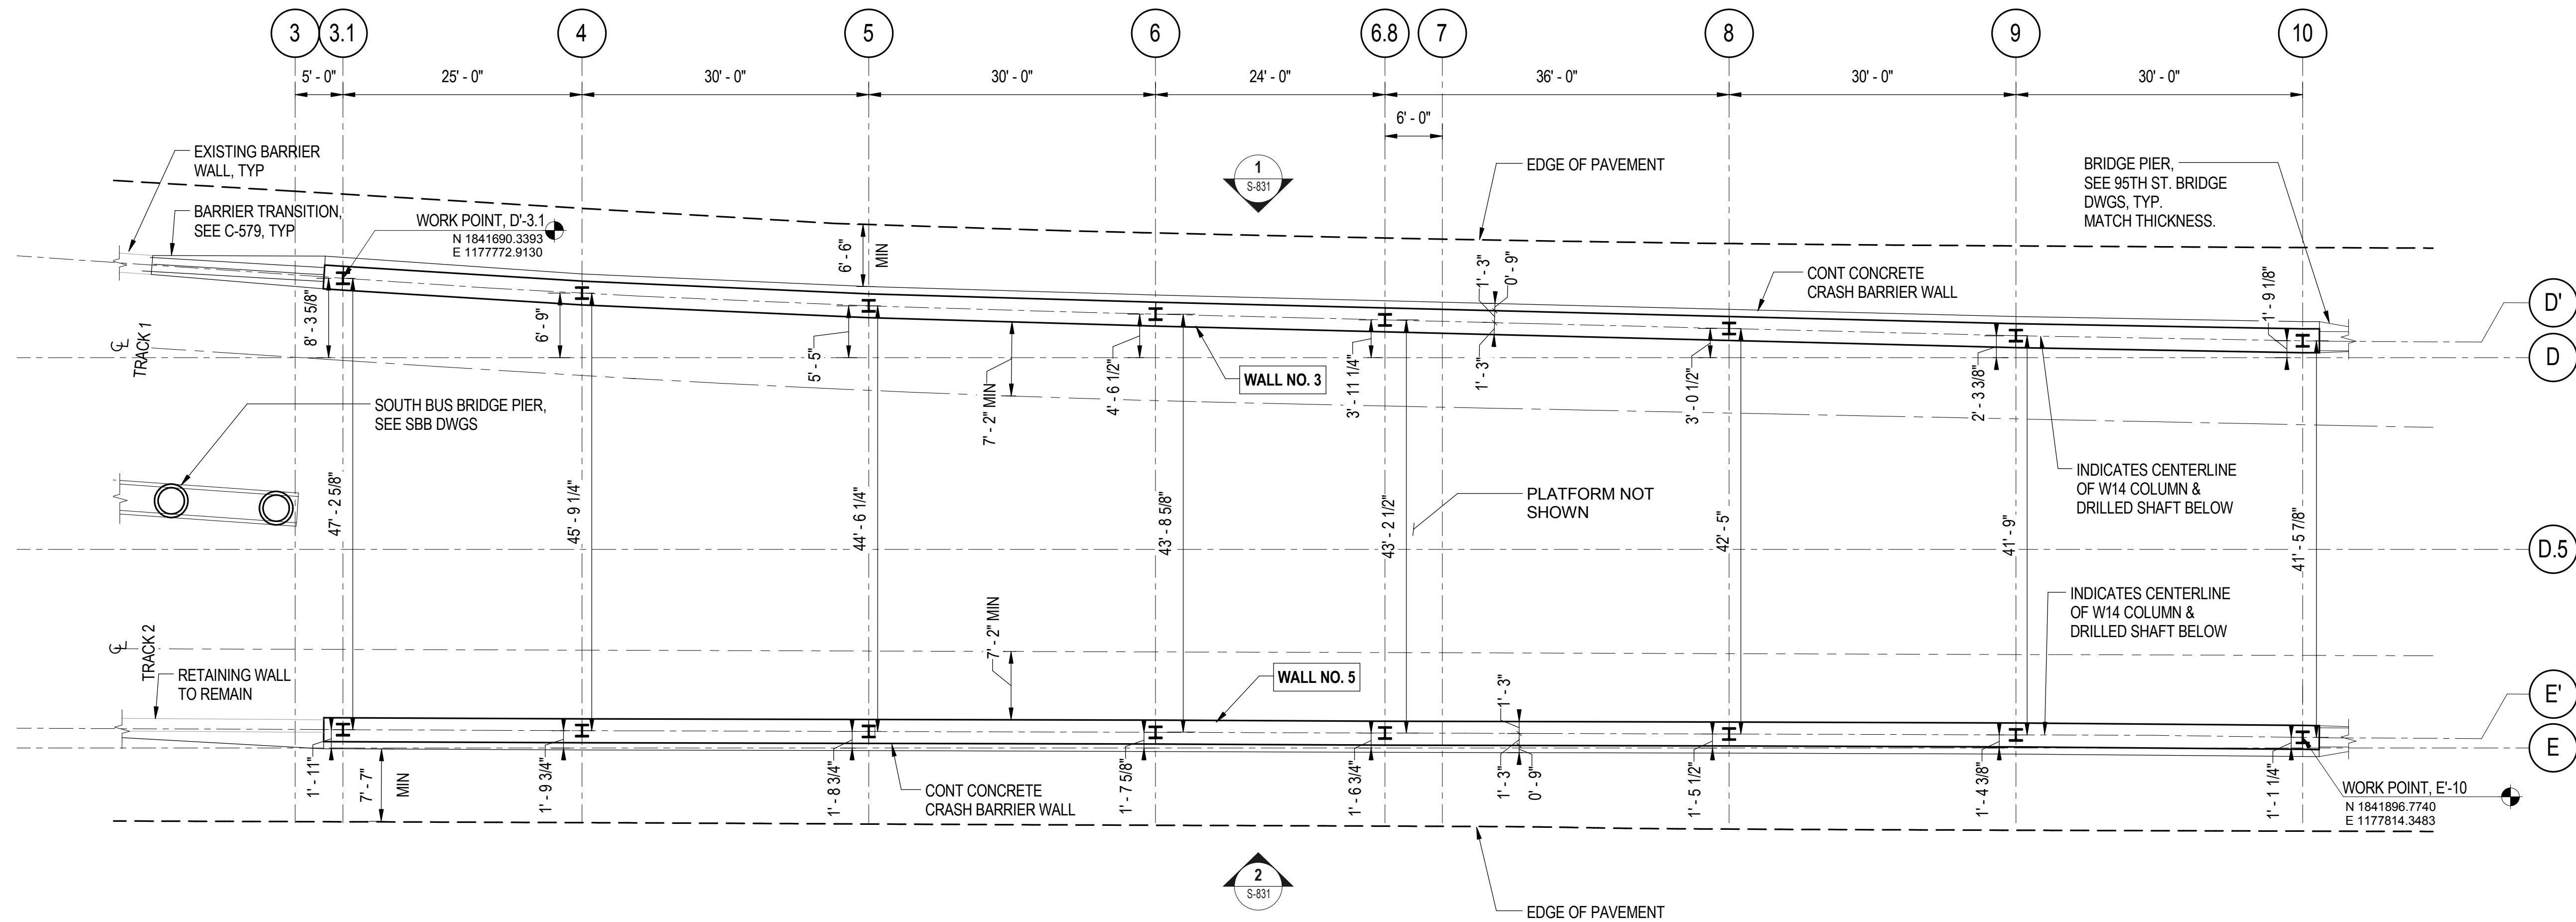 3
3.1
4
5
6
6.8
7
8
9
10
5' - 0"
25' - 0"
30' - 0"
30' - 0"
24' - 0"
36' - 0"
30' - 0"
30' - 0"
6' - 0"
EXISTING BARRIER
WALL, TYP
BARRIER TRANSITION,
SEE C-579, TYP
WORK POINT, D'-3.1
N 1841690.3393
E 1177772.9130
1
S-831
EDGE OF PAVEMENT
BRIDGE PIER,
SEE 95TH ST. BRIDGE
DWGS, TYP.
MATCH THICKNESS.
6' - 6"
MIN
1' - 3"
0' - 9"
CONT CONCRETE
CRASH BARRIER WALL
1' - 9 1/8"
D'
D
℄
TRACK 1
8' - 3 5/8"
6' - 9"
5' - 5"
7' - 2" MIN
4' - 6 1/2"
WALL NO. 3
3' - 11 1/4"
1' - 3"
3' - 0 1/2"
2' - 3 3/8"
SOUTH BUS BRIDGE PIER,
SEE SBB DWGS
47' - 2 5/8"
45' - 9 1/4"
44' - 6 1/4"
43' - 8 5/8"
43' - 2 1/2"
PLATFORM NOT
SHOWN
42' - 5"
41' - 9"
41' - 5 7/8"
INDICATES CENTERLINE
OF W14 COLUMN &
DRILLED SHAFT BELOW
D.5
INDICATES CENTERLINE
OF W14 COLUMN &
DRILLED SHAFT BELOW
℄
TRACK 2
RETAINING WALL
TO REMAIN
7' - 2" MIN
WALL NO. 5
1' - 3"
E'
E
1' - 11"
7' - 7"
MIN
1' - 9 3/4"
1' - 8 3/4"
CONT CONCRETE
CRASH BARRIER WALL
1' - 7 5/8"
1' - 6 3/4"
1' - 3"
0' - 9"
1' - 5 1/2"
1' - 4 3/8"
1' - 1 1/4"
WORK POINT, E'-10
N 1841896.7740
E 1177814.3483
2
S-831
EDGE OF PAVEMENT